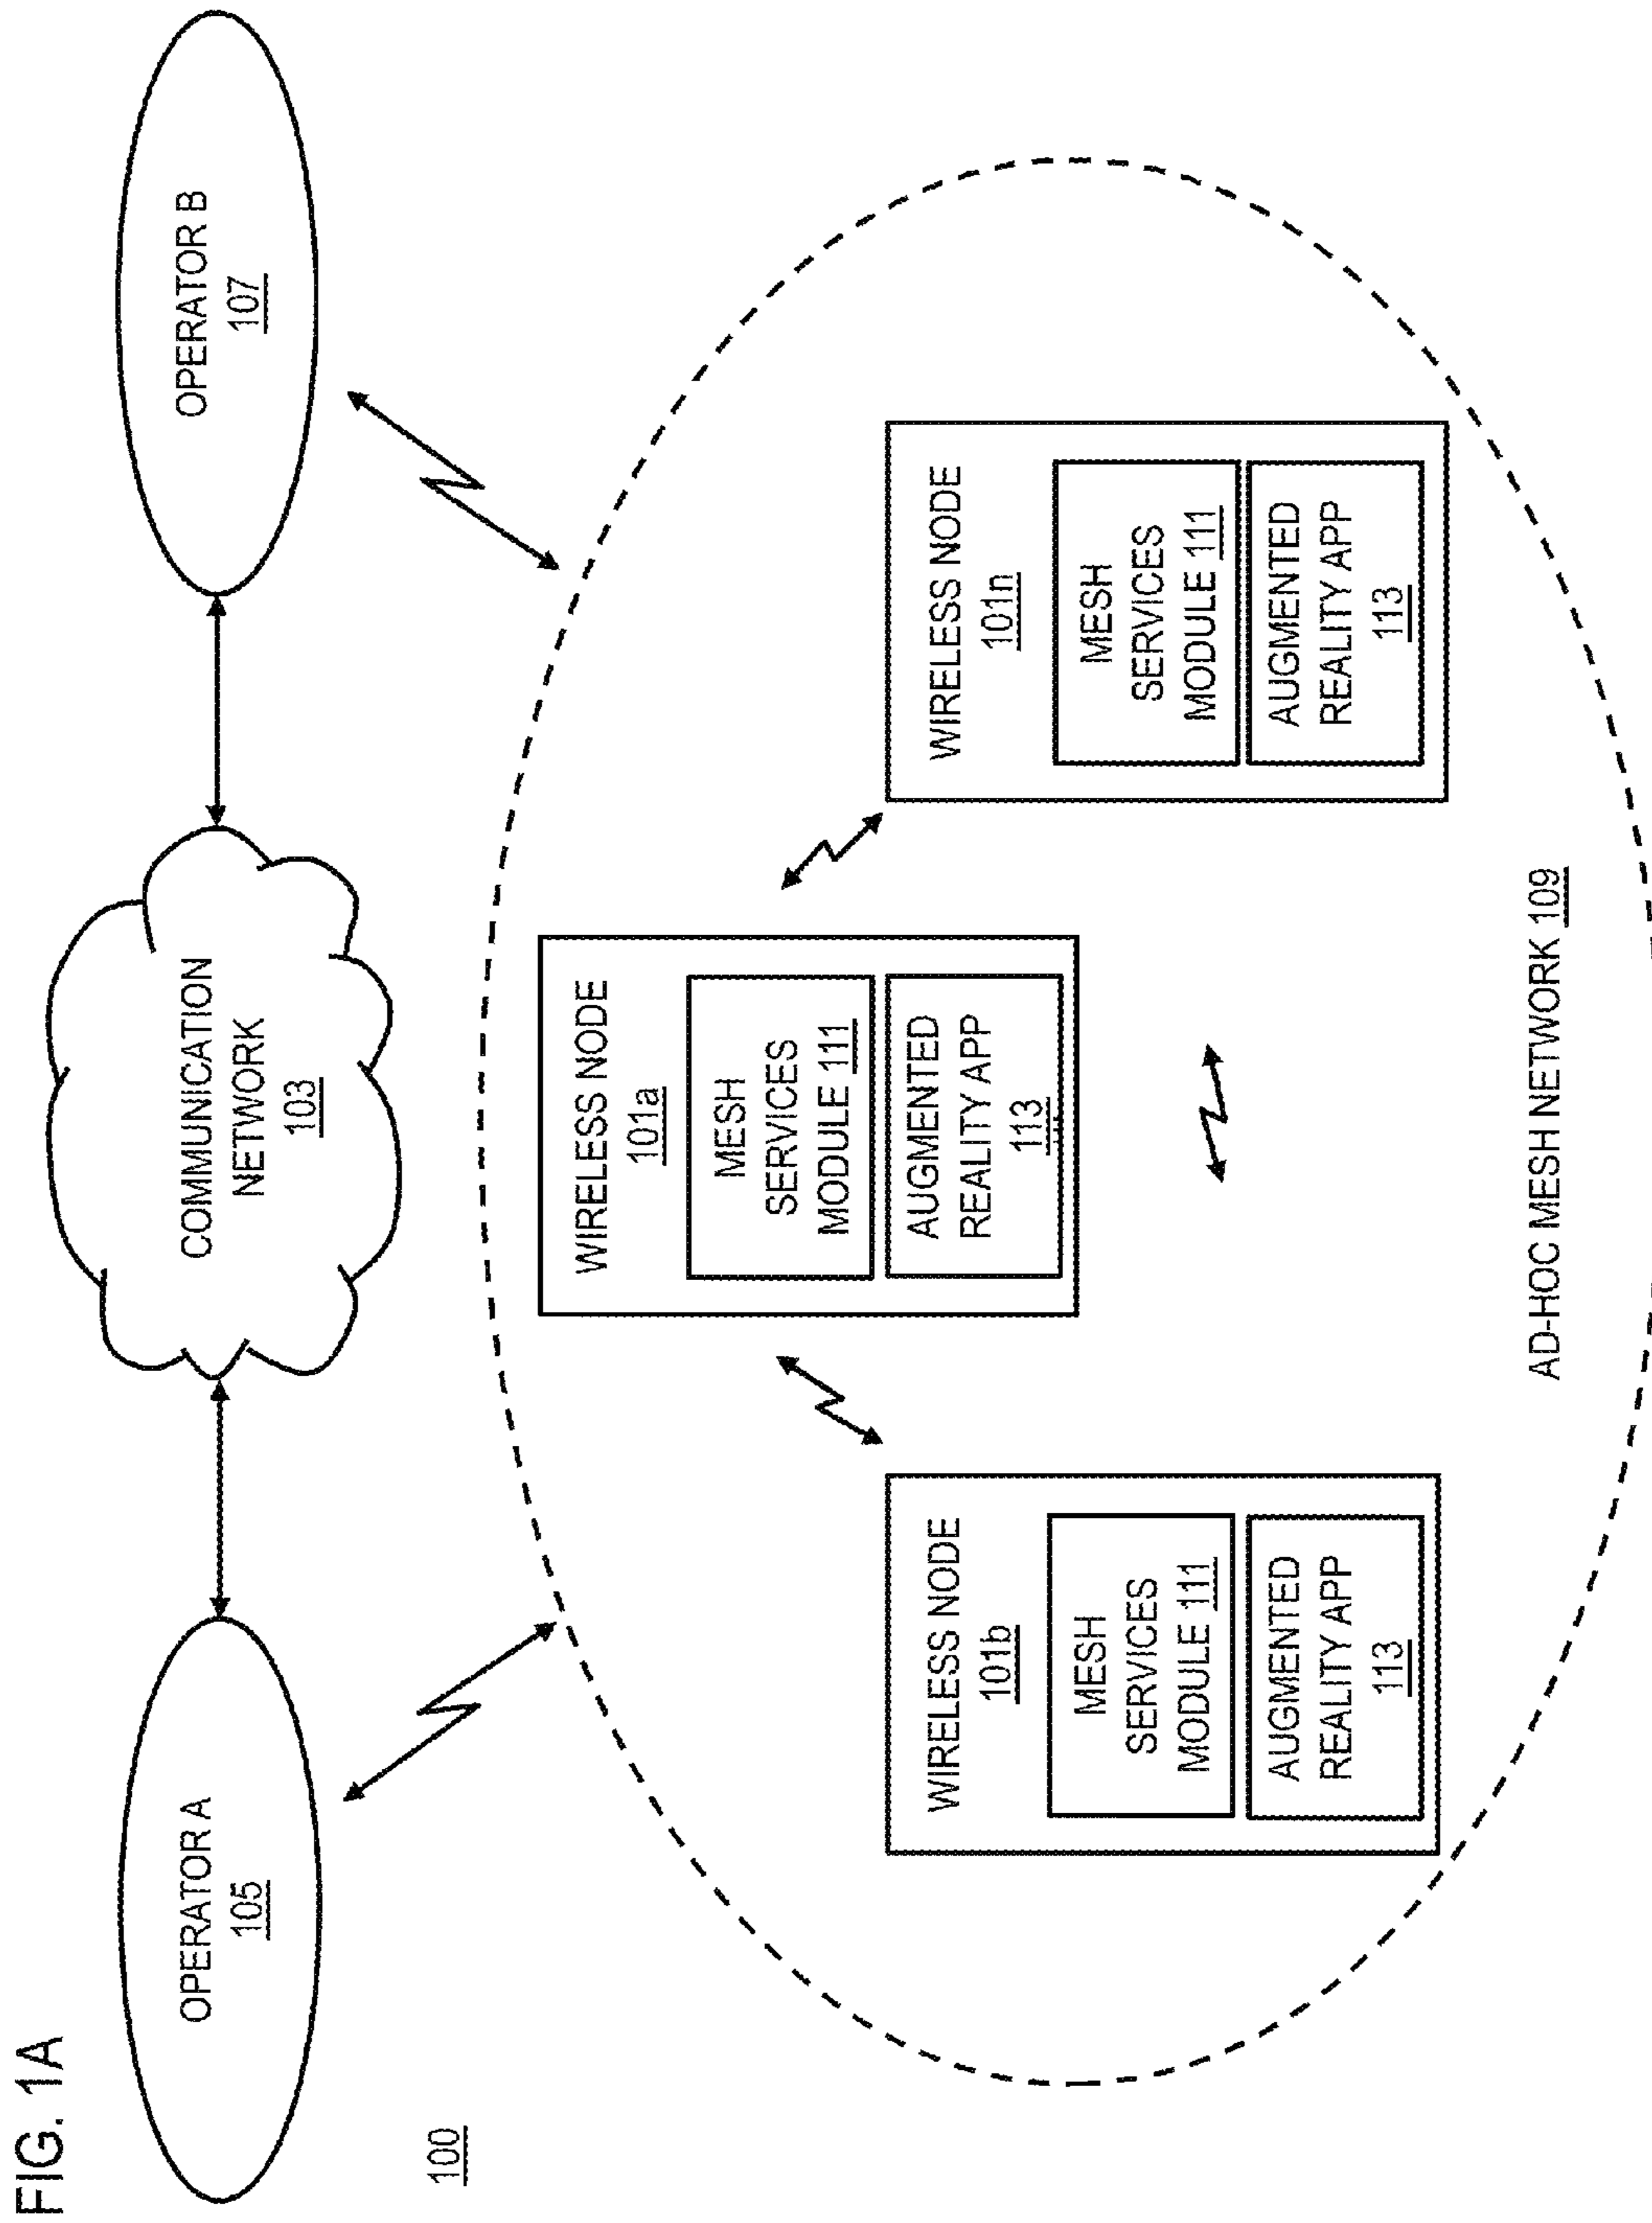 FIG. 1A
100
OPERATOR A
105
COMMUNICATION
NETWORK
103
OPERATOR B
107
WIRELESS NODE
101a
MESH
SERVICES
MODULE 111
AUGMENTED
REALITY APP
113
WIRELESS NODE
101b
MESH
SERVICES
MODULE 111
AUGMENTED
REALITY APP
113
WIRELESS NODE
101n
MESH
SERVICES
MODULE 111
AUGMENTED
REALITY APP
113
AD-HOC MESH NETWORK 109